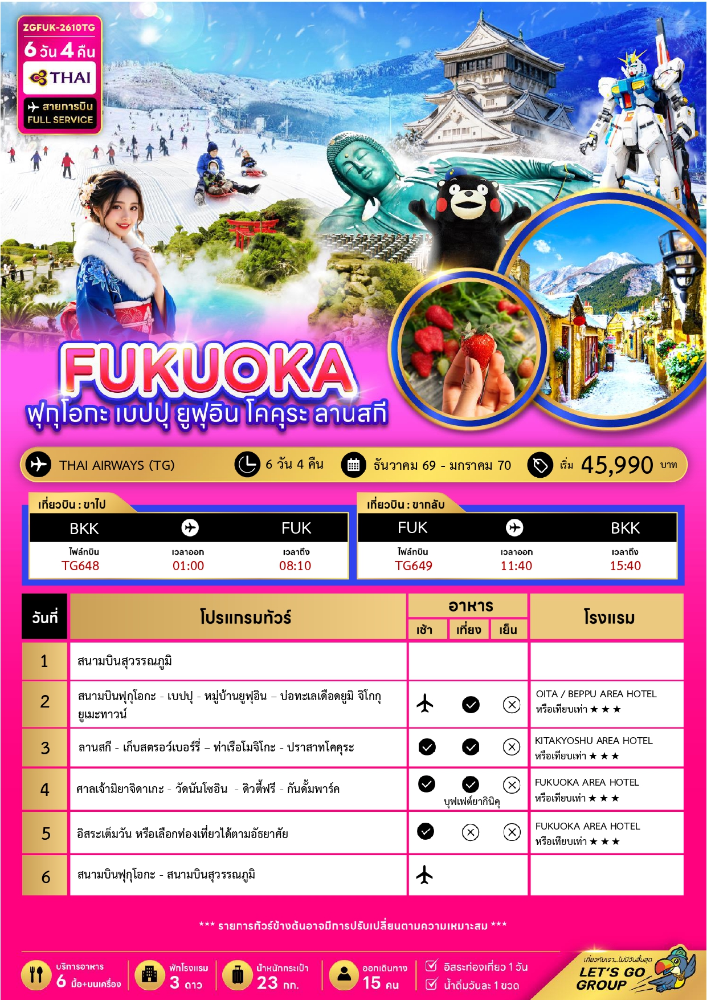 ZGFUK-2610TG
6 วัน 4 คืน
THAI
สายการบิน
FULL SERVICE
FUKUOKA
ฟุกุโอกะ เบปปุ ยูฟุอิน โคคุระ ลานสกี
THAI AIRWAYS (TG)
6 วัน 4 คืน
ธันวาคม 69 - มกราคม 70
เริ่ม 45,990 บาท
เที่ยวบิน : ขาไป
BKK FUK
ไฟล์ทบิน เวลาออก เวลาถึง
TG648 01:00 08:10
เที่ยวบิน : ขากลับ
FUK BKK
ไฟล์ทบิน เวลาออก เวลาถึง
TG649 11:40 15:40
วันที่ โปรแกรมทัวร์ อาหาร โรงแรม
เช้า เที่ยง เย็น
1 สนามบินสุวรรณภูมิ
2 สนามบินฟุกุโอกะ - เบปปุ - หมู่บ้านยูฟุอิน – บ่อทะเลเดือดยูมิ จิโกกุ
ยูเมะทาวน์
OITA / BEPPU AREA HOTEL
หรือเทียบเท่า ★ ★ ★
3 ลานสกี - เก็บสตรอว์เบอร์รี่ – ท่าเรือโมจิโกะ - ปราสาทโคคุระ
KITAKYOSHU AREA HOTEL
หรือเทียบเท่า ★ ★ ★
4 ศาลเจ้ามิยาจิดาเกะ - วัดนันโซอิน - ดิวตี้ฟรี - กันดั้มพาร์ค
บุฟเฟต์ยากินิคุ
FUKUOKA AREA HOTEL
หรือเทียบเท่า ★ ★ ★
5 อิสระเต็มวัน หรือเลือกท่องเที่ยวได้ตามอัธยาศัย
FUKUOKA AREA HOTEL
หรือเทียบเท่า ★ ★ ★
6 สนามบินฟุกุโอกะ - สนามบินสุวรรณภูมิ
*** รายการทัวร์ข้างต้นอาจมีการปรับเปลี่ยนตามความเหมาะสม ***
บริการอาหาร
6 มื้อ+บนเครื่อง
พักโรงแรม
3 ดาว
น้ำหนักกระเป๋า
23 กก.
ออกเดินทาง
15 คน
อิสระท่องเที่ยว 1 วัน
น้ำดื่มวันละ 1 ขวด
เที่ยวกับเรา...ไม่มีวันสิ้นสุด
LET'S GO
GROUP